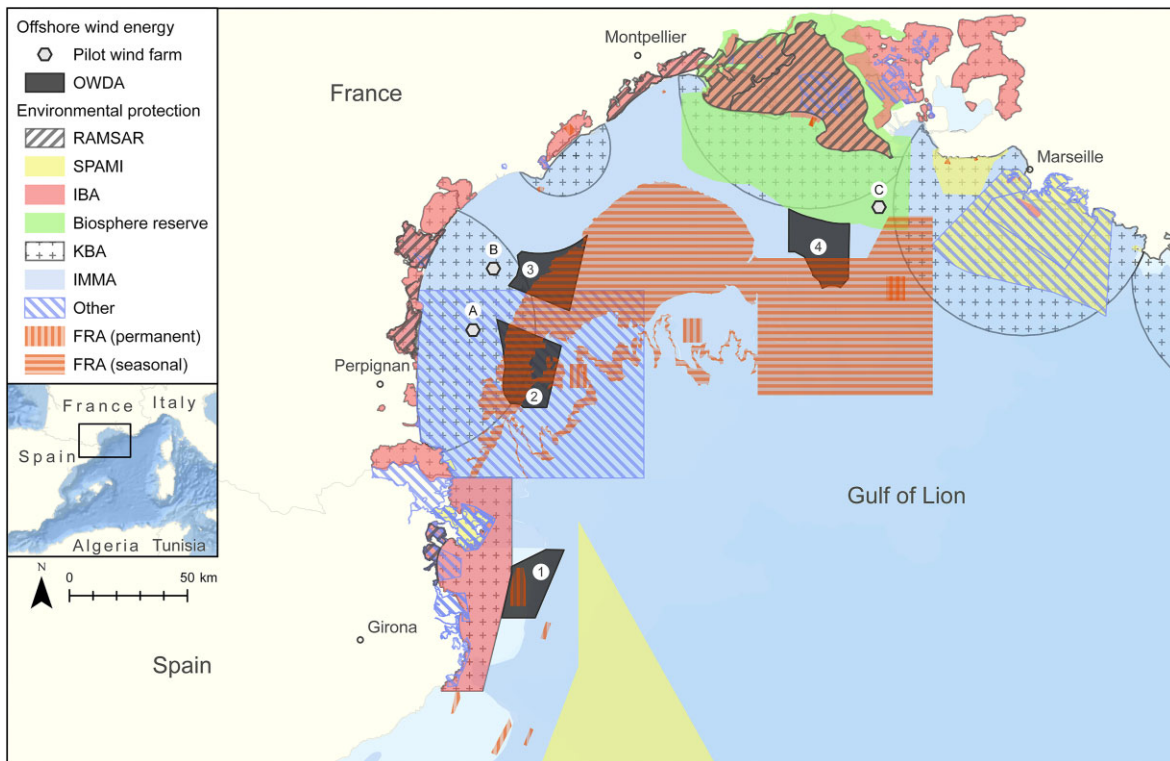 Offshore wind energy
Pilot wind farm
OWDA
Environmental protection
RAMSAR
SPAMI
IBA
Biosphere reserve
KBA
IMMA
Other
FRA (permanent)
FRA (seasonal)
France
Italy
Spain
Algeria
Tunisia
N
0 50 km
Montpellier
France
Marseille
C
4
B
3
A
Perpignan
2
Gulf of Lion
1
Girona
Spain